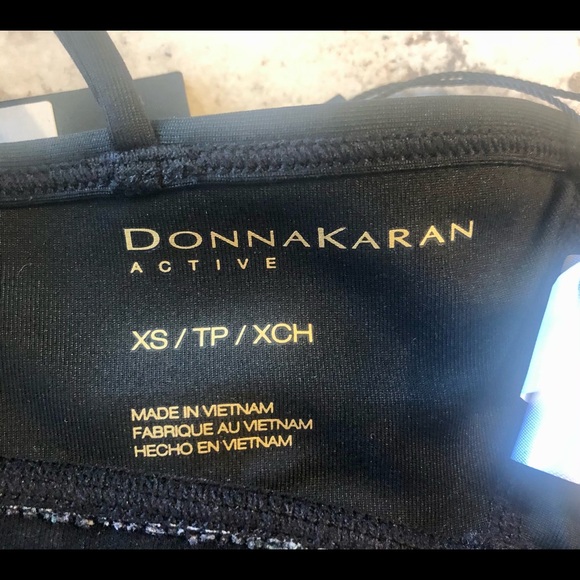 DONNAKARAN
ACTIVE
XS / TP / XCH
MADE IN VIETNAM
FABRIQUE AU VIETNAM
HECHO EN VIETNAM